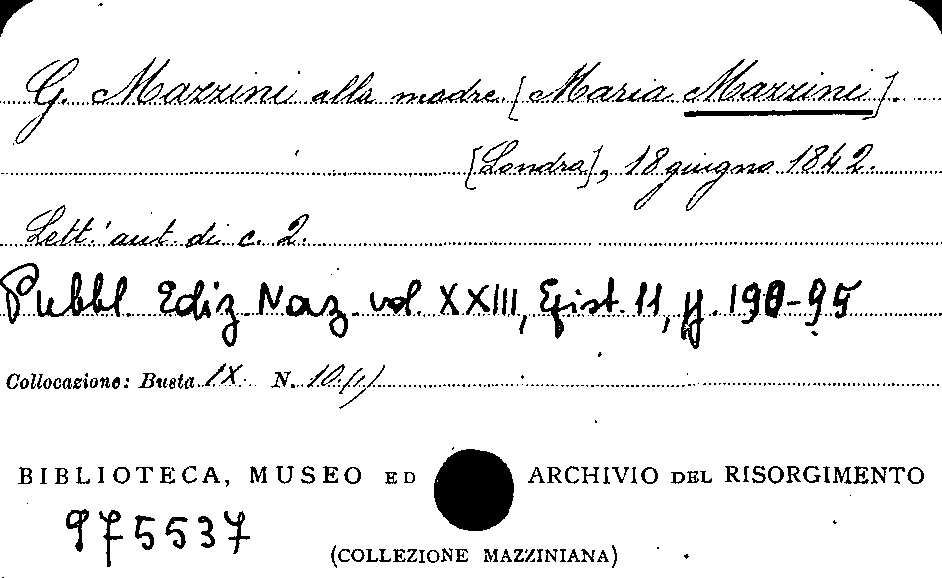 G. Mazzini alla madre [Maria Mazzini].
[Londra], 18 giugno 1842.
Lett. aut. di c. 2.
Pubbl. Ediz. Naz. vol. XXIII, Epist. 11, pp. 190-95
Collocazione: Busta IX. N. 10.(1)
BIBLIOTECA, MUSEO ED ARCHIVIO DEL RISORGIMENTO
975537
(COLLEZIONE MAZZINIANA)